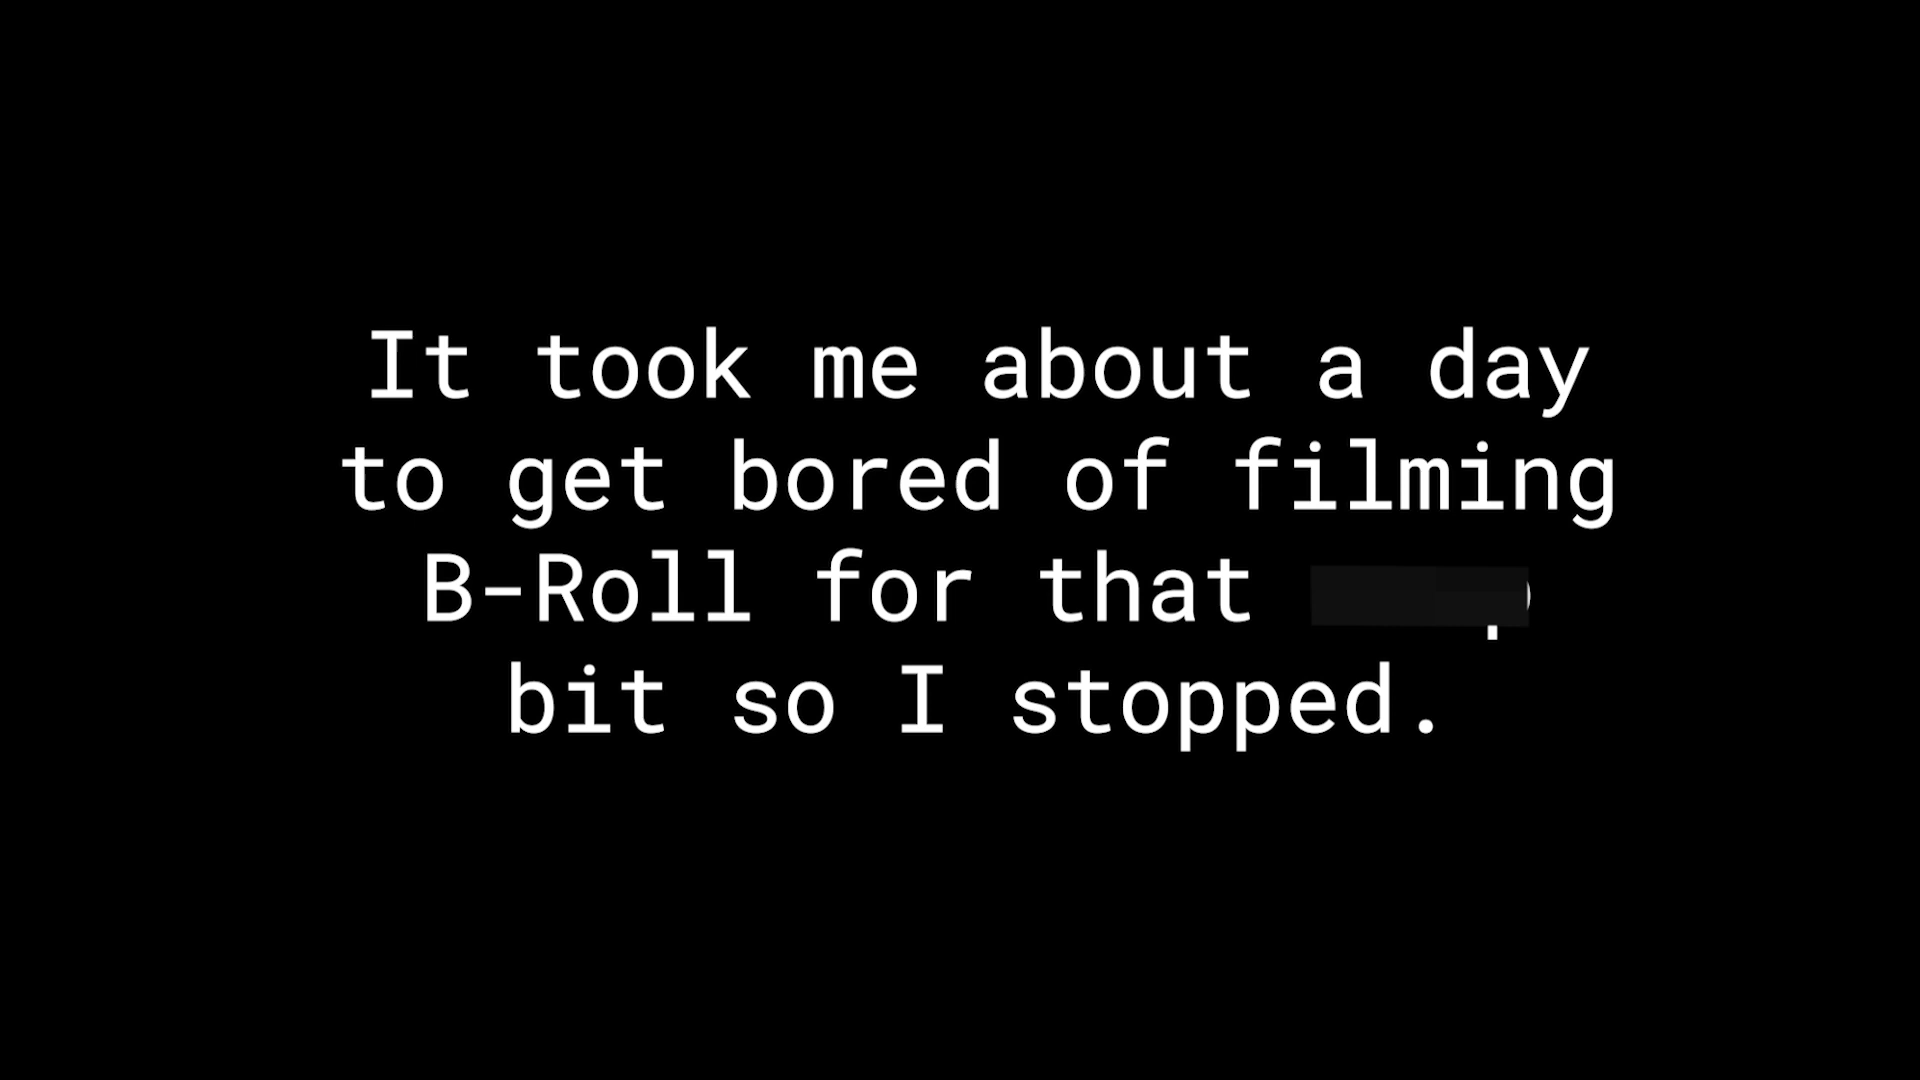 It took me about a day
to get bored of filming
B-Roll for that
bit so I stopped.